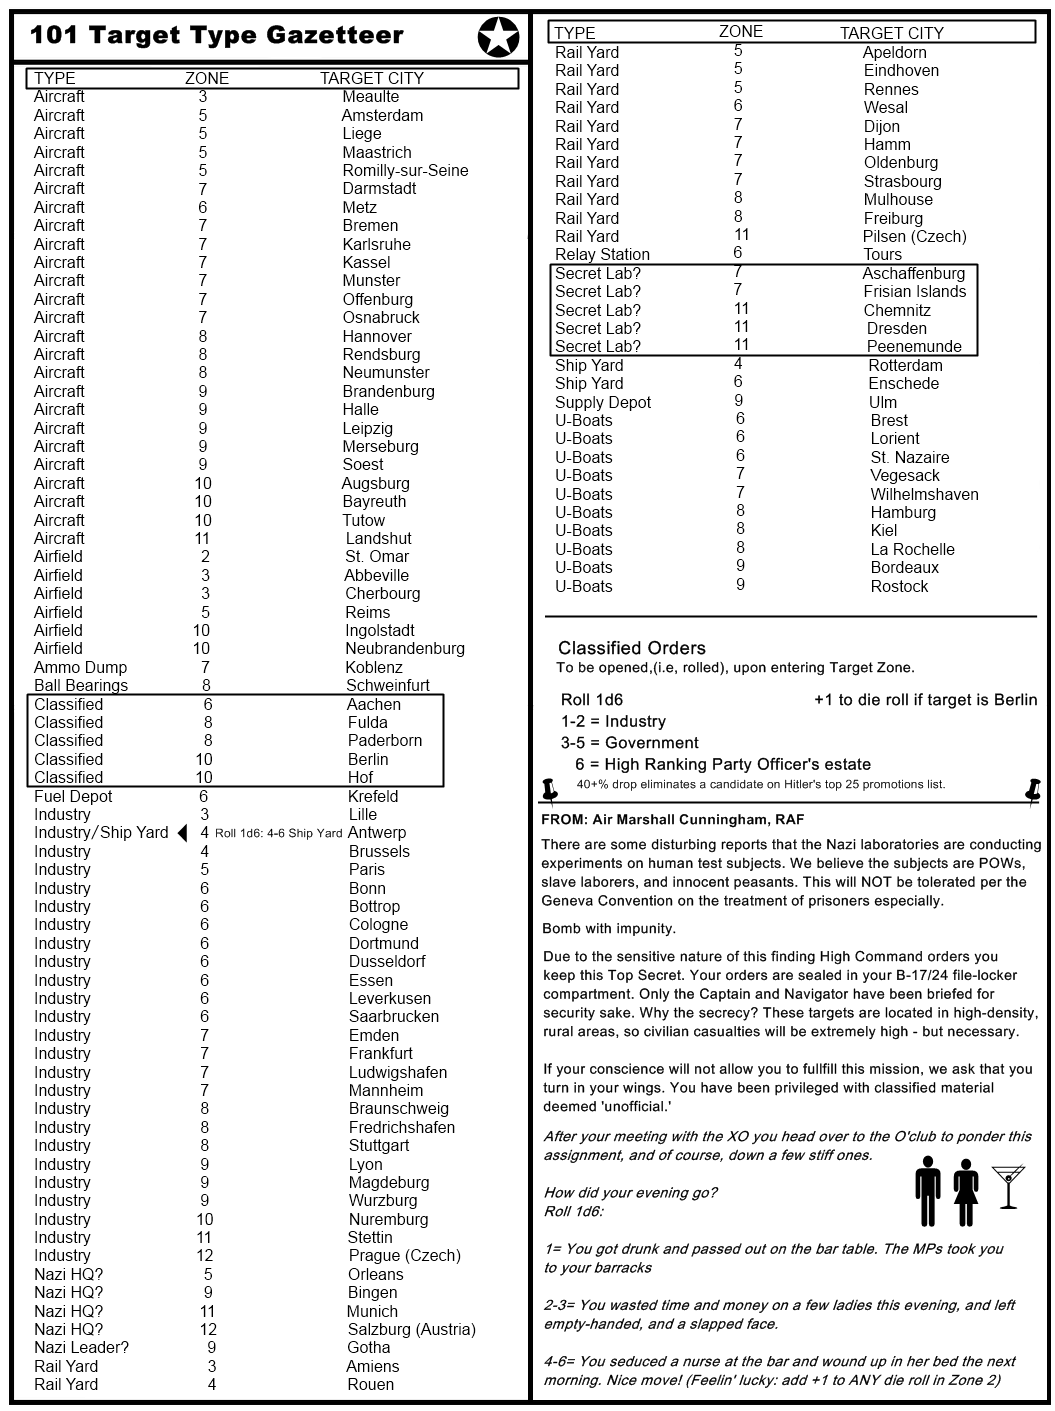 101 Target Type Gazetteer
TYPE ZONE TARGET CITY
Aircraft 3 Meaulte
Aircraft 5 Amsterdam
Aircraft 5 Liege
Aircraft 5 Maastrich
Aircraft 5 Romilly-sur-Seine
Aircraft 7 Darmstadt
Aircraft 6 Metz
Aircraft 7 Bremen
Aircraft 7 Karlsruhe
Aircraft 7 Kassel
Aircraft 7 Munster
Aircraft 7 Offenburg
Aircraft 7 Osnabruck
Aircraft 8 Hannover
Aircraft 8 Rendsburg
Aircraft 8 Neumunster
Aircraft 9 Brandenburg
Aircraft 9 Halle
Aircraft 9 Leipzig
Aircraft 9 Merseburg
Aircraft 9 Soest
Aircraft 10 Augsburg
Aircraft 10 Bayreuth
Aircraft 10 Tutow
Aircraft 11 Landshut
Airfield 2 St. Omar
Airfield 3 Abbeville
Airfield 3 Cherbourg
Airfield 5 Reims
Airfield 10 Ingolstadt
Airfield 10 Neubrandenburg
Ammo Dump 7 Koblenz
Ball Bearings 8 Schweinfurt
Classified 6 Aachen
Classified 8 Fulda
Classified 8 Paderborn
Classified 10 Berlin
Classified 10 Hof
Fuel Depot 6 Krefeld
Industry 3 Lille
Industry/Ship Yard 4 Roll 1d6: 4-6 Ship Yard Antwerp
Industry 4 Brussels
Industry 5 Paris
Industry 6 Bonn
Industry 6 Bottrop
Industry 6 Cologne
Industry 6 Dortmund
Industry 6 Dusseldorf
Industry 6 Essen
Industry 6 Leverkusen
Industry 6 Saarbrucken
Industry 7 Emden
Industry 7 Frankfurt
Industry 7 Ludwigshafen
Industry 7 Mannheim
Industry 8 Braunschweig
Industry 8 Fredrichshafen
Industry 8 Stuttgart
Industry 9 Lyon
Industry 9 Magdeburg
Industry 9 Wurzburg
Industry 10 Nuremburg
Industry 11 Stettin
Industry 12 Prague (Czech)
Nazi HQ? 5 Orleans
Nazi HQ? 9 Bingen
Nazi HQ? 11 Munich
Nazi HQ? 12 Salzburg (Austria)
Nazi Leader? 9 Gotha
Rail Yard 3 Amiens
Rail Yard 4 Rouen
TYPE ZONE TARGET CITY
Rail Yard 5 Apeldorn
Rail Yard 5 Eindhoven
Rail Yard 5 Rennes
Rail Yard 6 Wesal
Rail Yard 7 Dijon
Rail Yard 7 Hamm
Rail Yard 7 Oldenburg
Rail Yard 7 Strasbourg
Rail Yard 8 Mulhouse
Rail Yard 8 Freiburg
Rail Yard 11 Pilsen (Czech)
Relay Station 6 Tours
Secret Lab? 7 Aschaffenburg
Secret Lab? 7 Frisian Islands
Secret Lab? 11 Chemnitz
Secret Lab? 11 Dresden
Secret Lab? 11 Peenemunde
Ship Yard 4 Rotterdam
Ship Yard 6 Enschede
Supply Depot 9 Ulm
U-Boats 6 Brest
U-Boats 6 Lorient
U-Boats 6 St. Nazaire
U-Boats 7 Vegesack
U-Boats 7 Wilhelmshaven
U-Boats 8 Hamburg
U-Boats 8 Kiel
U-Boats 8 La Rochelle
U-Boats 9 Bordeaux
U-Boats 9 Rostock
Classified Orders
To be opened,(i.e, rolled), upon entering Target Zone.
Roll 1d6 +1 to die roll if target is Berlin
1-2 = Industry
3-5 = Government
6 = High Ranking Party Officer's estate
40+% drop eliminates a candidate on Hitler's top 25 promotions list.
FROM: Air Marshall Cunningham, RAF
There are some disturbing reports that the Nazi laboratories are conducting
experiments on human test subjects. We believe the subjects are POWs,
slave laborers, and innocent peasants. This will NOT be tolerated per the
Geneva Convention on the treatment of prisoners especially.
Bomb with impunity.
Due to the sensitive nature of this finding High Command orders you
keep this Top Secret. Your orders are sealed in your B-17/24 file-locker
compartment. Only the Captain and Navigator have been briefed for
security sake. Why the secrecy? These targets are located in high-density,
rural areas, so civilian casualties will be extremely high - but necessary.
If your conscience will not allow you to fullfill this mission, we ask that you
turn in your wings. You have been privileged with classified material
deemed 'unofficial.'
After your meeting with the XO you head over to the O'club to ponder this
assignment, and of course, down a few stiff ones.
How did your evening go?
Roll 1d6:
1= You got drunk and passed out on the bar table. The MPs took you
to your barracks
2-3= You wasted time and money on a few ladies this evening, and left
empty-handed, and a slapped face.
4-6= You seduced a nurse at the bar and wound up in her bed the next
morning. Nice move! (Feelin' lucky: add +1 to ANY die roll in Zone 2)